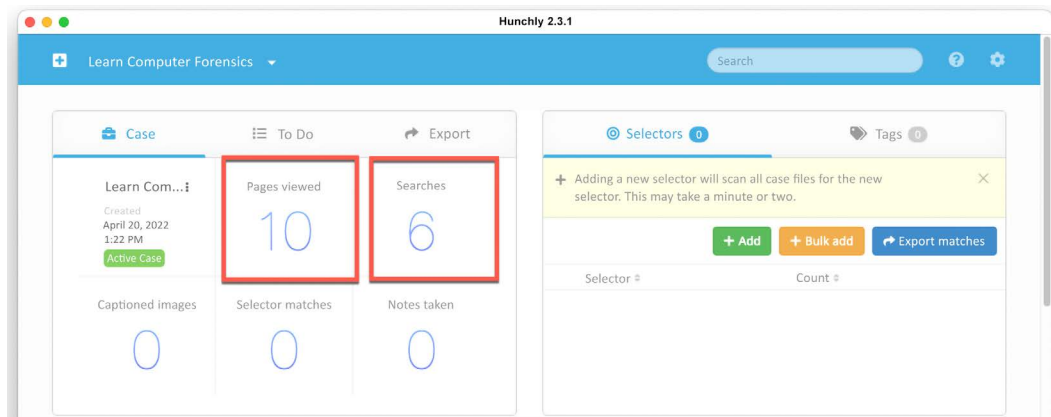 Hunchly 2.3.1
Learn Computer Forensics
Search
Case
To Do
Export
Learn Com...
Created
April 20, 2022
1:22 PM
Active Case
Pages viewed
10
Searches
6
Captioned images
0
Selector matches
0
Notes taken
0
Selectors 0
Tags 0
+ Adding a new selector will scan all case files for the new
selector. This may take a minute or two.
+ Add
+ Bulk add
Export matches
Selector
Count